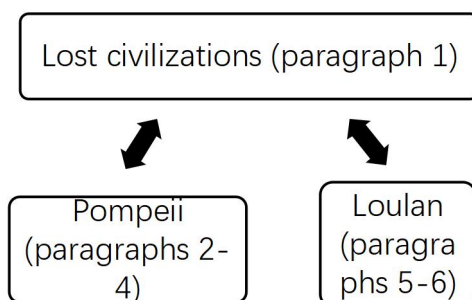 Lost civilizations (paragraph 1)
Pompeii
(paragraphs 2-
4)
Loulan
(paragra
phs 5-6)